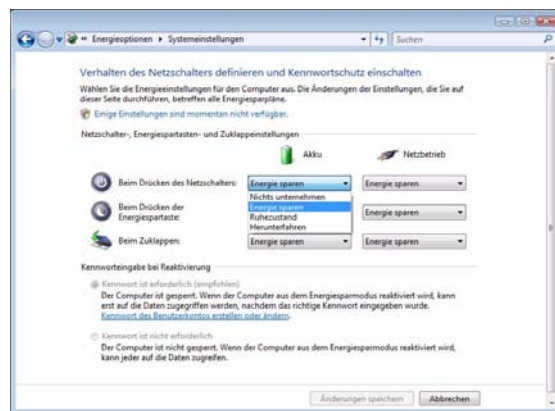 Energieoptionen ▸ Systemeinstellungen
Suchen
Verhalten des Netzschalters definieren und Kennwortschutz einschalten
Wählen Sie die Energieeinstellungen für den Computer aus. Die Änderungen der Einstellungen, die Sie auf
dieser Seite durchführen, betreffen alle Energiesparpläne.
Einige Einstellungen sind momentan nicht verfügbar.
Netzschalter-, Energiespartasten- und Zuklappeinstellungen
Akku Netzbetrieb
Beim Drücken des Netzschalters: Energie sparen Energie sparen
Nichts unternehmen
Energie sparen
Ruhezustand
Herunterfahren
Beim Drücken der
Energiespartaste: Energie sparen
Beim Zuklappen: Energie sparen Energie sparen
Kennworteingabe bei Reaktivierung
Kennwort ist erforderlich (empfohlen)
Der Computer ist gesperrt. Wenn der Computer aus dem Energiesparmodus reaktiviert wird, kann
erst auf die Daten zugegriffen werden, nachdem das richtige Kennwort eingegeben wurde.
Kennwort des Benutzerkontos erstellen oder ändern.
Kennwort ist nicht erforderlich
Der Computer ist nicht gesperrt. Wenn der Computer aus dem Energiesparmodus reaktiviert wird,
kann jeder auf die Daten zugreifen.
Änderungen speichern Abbrechen